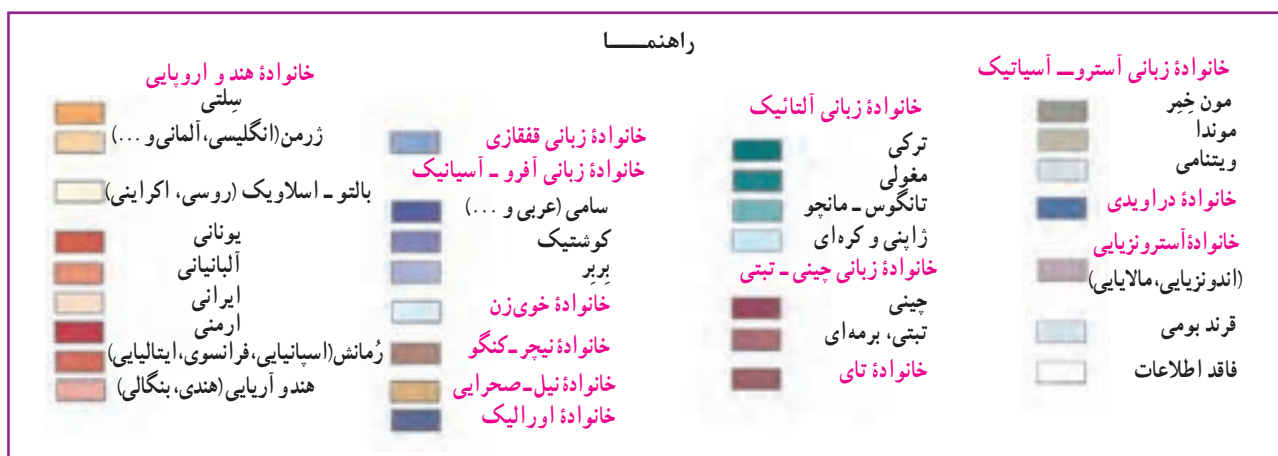 راهنمـــا
خانوادهٔ زبانی آسترو ــ آسیاتیک
مون خِمِر
موندا
ویتنامی
خانوادهٔ دراویدی
خانوادهٔ آسترونزیایی
(اندونزیایی، مالایایی)
قرند بومی
فاقد اطلاعات
خانوادهٔ زبانی آلتائیک
ترکی
مغولی
تانگوس ـ مانچو
ژاپنی و کره‌ای
خانوادهٔ زبانی چینی ـ تبتی
چینی
تبتی، برمه‌ای
خانوادهٔ تای
خانوادهٔ زبانی قفقازی
خانوادهٔ زبانی آفرو ـ آسیانیک
سامی (عربی و ...)
کوشتیک
بِربِر
خانوادهٔ خوی‌زن
خانوادهٔ نیجر ـ کنگو
خانوادهٔ نیل ـ صحرایی
خانوادهٔ اورالیک
خانوادهٔ هند و اروپایی
سِلتی
ژرمن (انگلیسی، آلمانی و ...)
بالتو ـ اسلاویک (روسی، اکراینی)
یونانی
آلبانیانی
ایرانی
ارمنی
رُمانش (اسپانیایی، فرانسوی، ایتالیایی)
هند و آریایی (هندی، بنگالی)